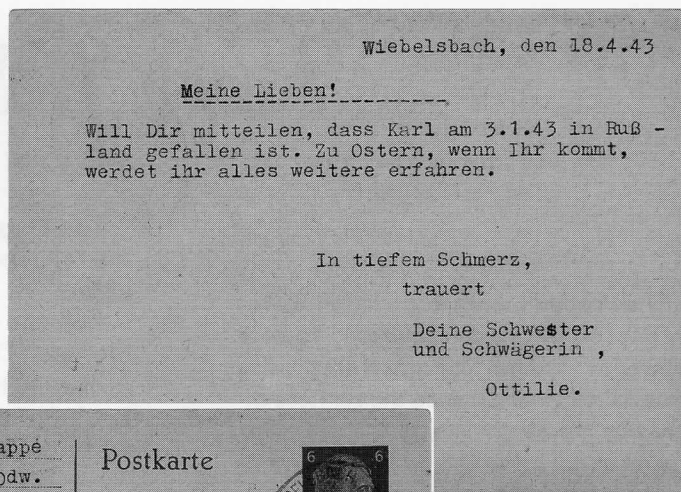 Wiebelsbach, den 18.4.43
Meine Lieben!
Will Dir mitteilen, dass Karl am 3.1.43 in Ruß -
land gefallen ist. Zu Ostern, wenn Ihr kommt,
werdet ihr alles weitere erfahren.
In tiefem Schmerz,
trauert
Deine Schwester
und Schwägerin ,
Ottilie.
appé
Odw.
Postkarte
6 6